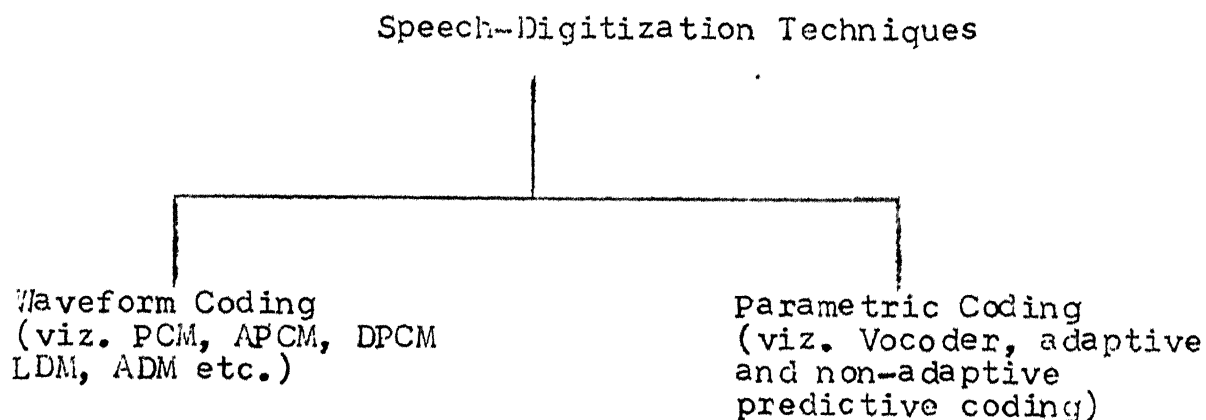 Speech-Digitization Techniques
Waveform Coding
(viz. PCM, APCM, DPCM
LDM, ADM etc.)
Parametric Coding
(viz. Vocoder, adaptive
and non-adaptive
predictive coding)